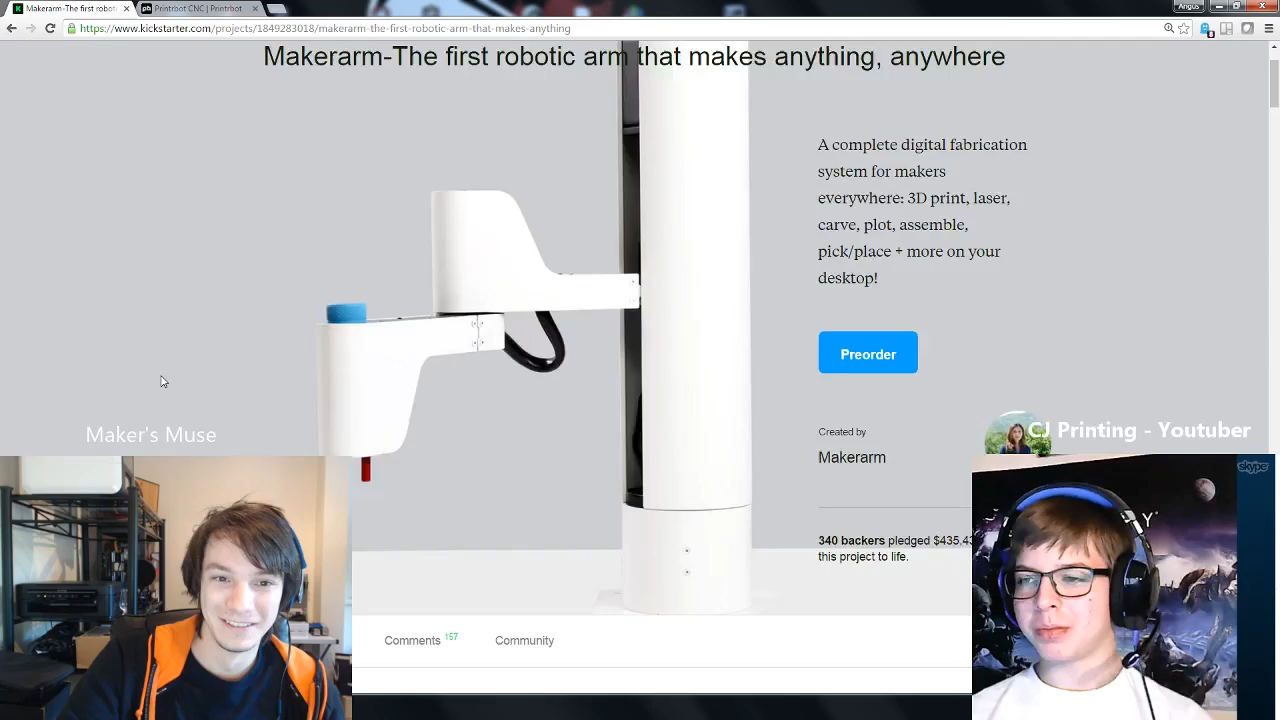 Makerarm-The first robot
Printrbot CNC | Printrbot
Angus
https://www.kickstarter.com/projects/1849283018/makerarm-the-first-robotic-arm-that-makes-anything
Makerarm-The first robotic arm that makes anything, anywhere
A complete digital fabrication
system for makers
everywhere: 3D print, laser,
carve, plot, assemble,
pick/place + more on your
desktop!
Preorder
Created by
Makerarm
340 backers pledged $435,43
this project to life.
Comments 157
Community
Maker's Muse
CJ Printing - Youtuber
skype